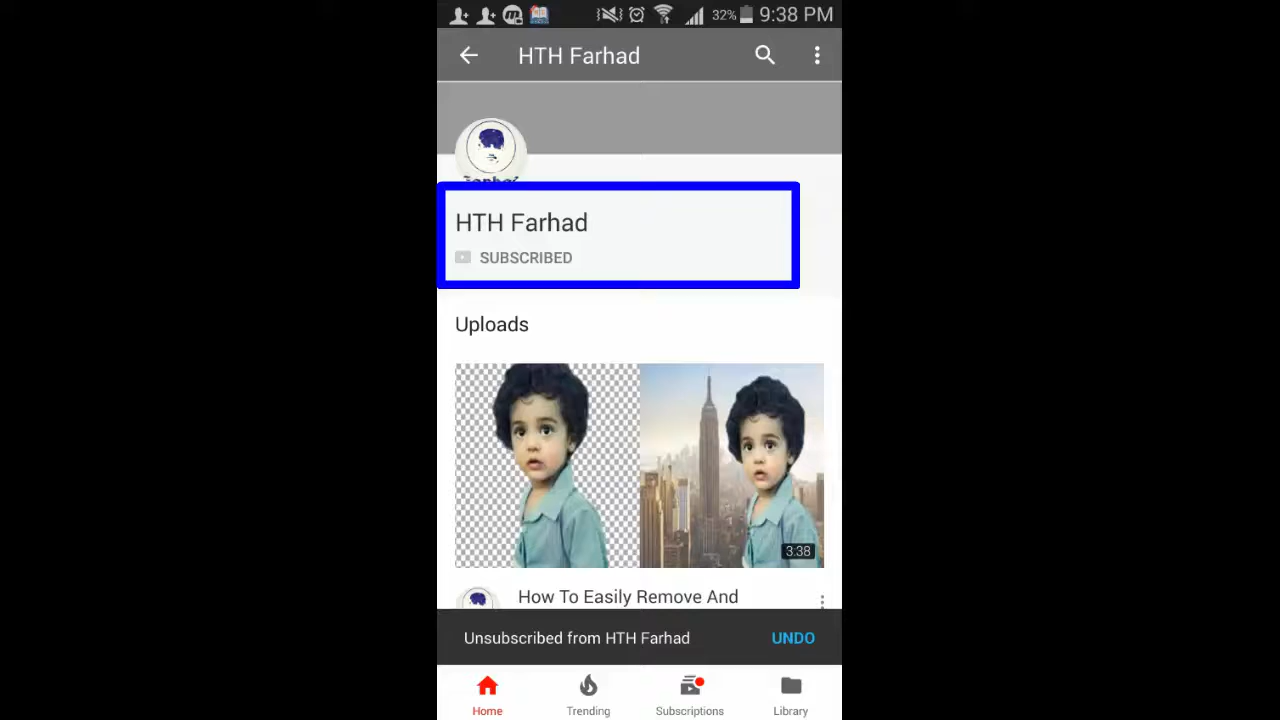 32% 9:38 PM
HTH Farhad
HTH Farhad
SUBSCRIBED
Uploads
3:38
How To Easily Remove And
Unsubscribed from HTH Farhad UNDO
Home Trending Subscriptions Library